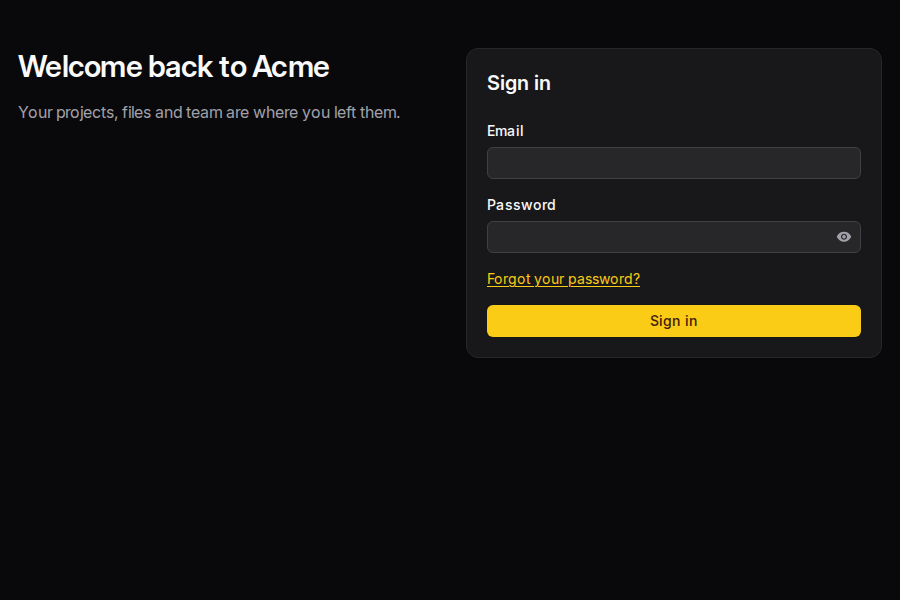 Welcome back to Acme
Your projects, files and team are where you left them.
Sign in
Email
Password
Forgot your password?
Sign in